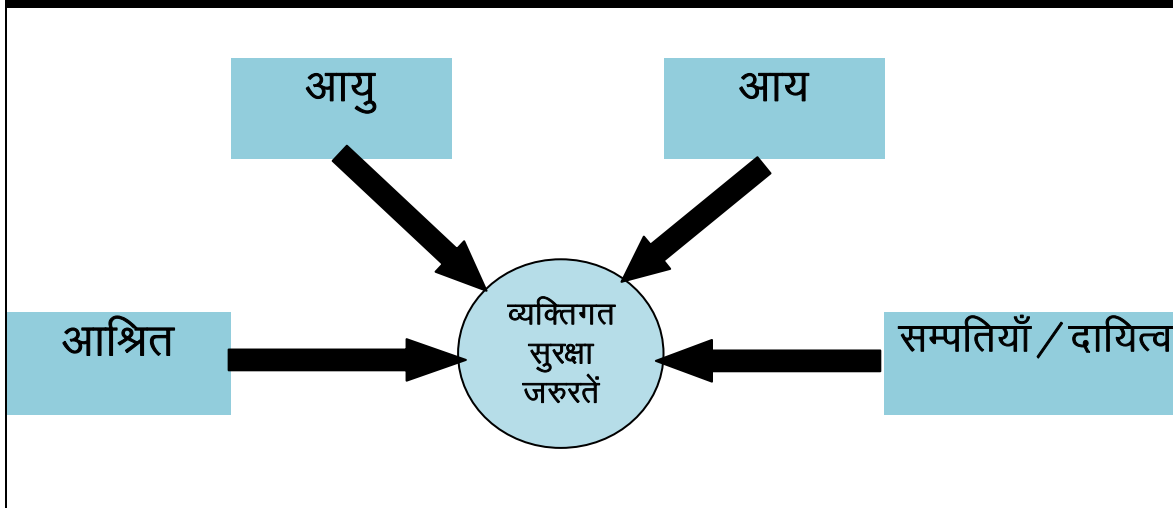 आयु
आय
आश्रित
व्यक्तिगत
सुरक्षा
जरुरतें
सम्पतियाँ / दायित्व